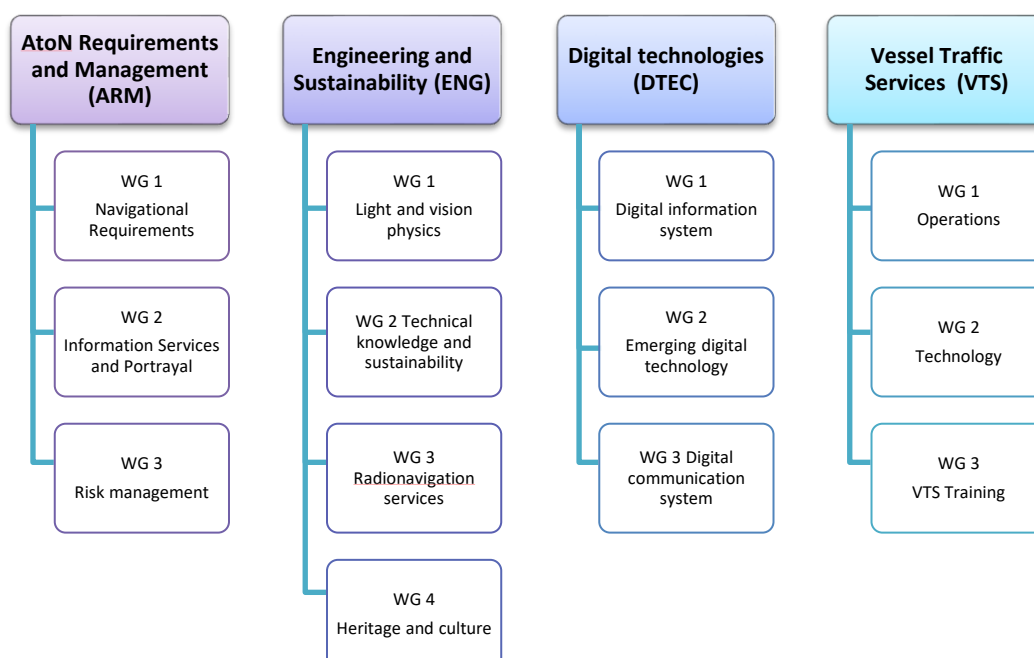 AtoN Requirements
and Management
(ARM)
WG 1
Navigational
Requirements
WG 2
Information Services
and Portrayal
WG 3
Risk management
Engineering and
Sustainability (ENG)
WG 1
Light and vision
physics
WG 2 Technical
knowledge and
sustainability
WG 3
Radionavigation
services
WG 4
Heritage and culture
Digital technologies
(DTEC)
WG 1
Digital information
system
WG 2
Emerging digital
technology
WG 3 Digital
communication
system
Vessel Traffic
Services (VTS)
WG 1
Operations
WG 2
Technology
WG 3
VTS Training